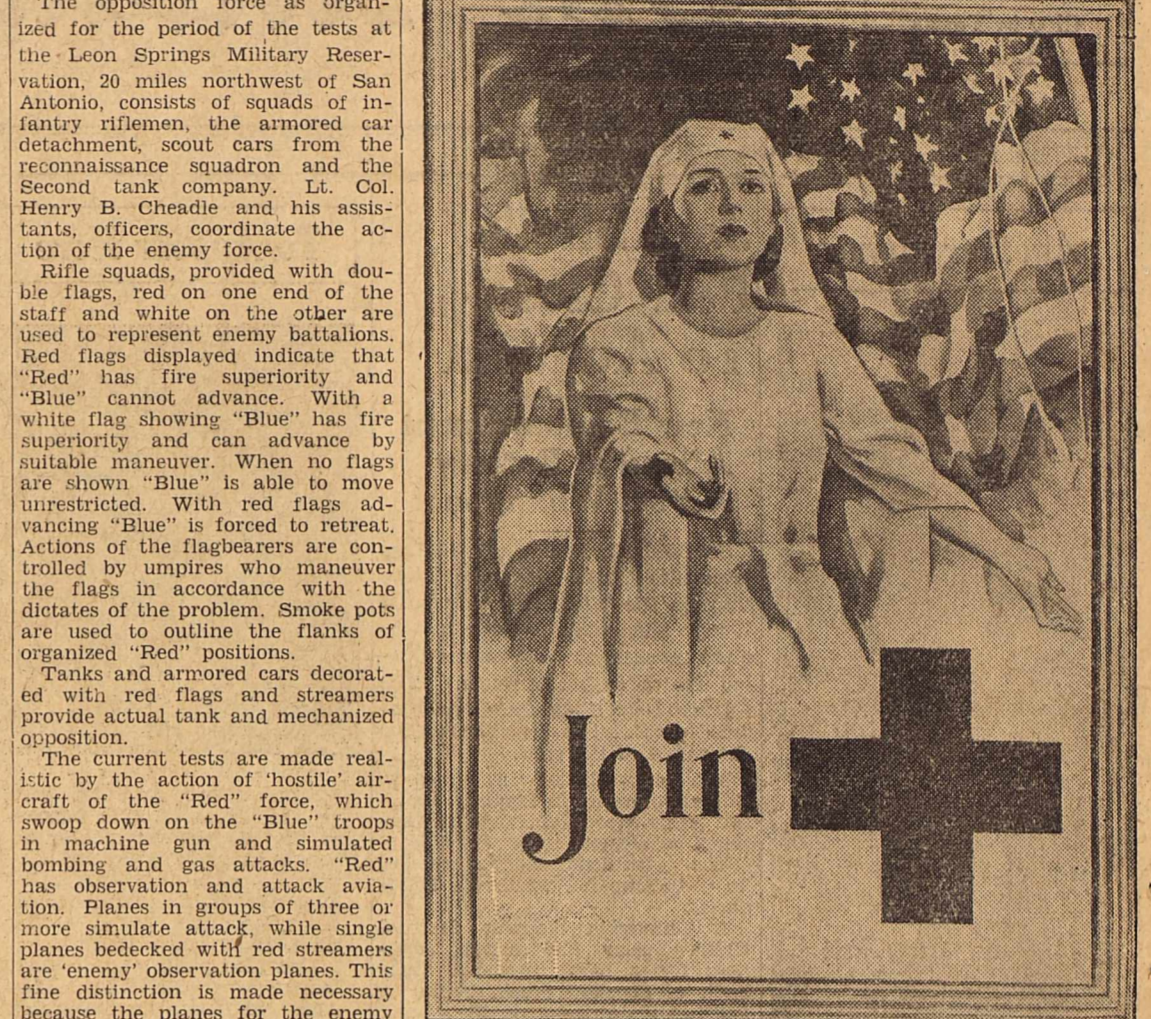 The opposition force as organ-
ized for the period of the tests at
the Leon Springs Military Reser-
vation, 20 miles northwest of San
Antonio, consists of squads of in-
fantry riflemen, the armored car
detachment, scout cars from the
reconnaissance squadron and the
Second tank company. Lt. Col.
Henry B. Cheadle and his assis-
tants, officers, coordinate the ac-
tion of the enemy force.
Rifle squads, provided with dou-
ble flags, red on one end of the
staff and white on the other are
used to represent enemy battalions.
Red flags displayed indicate that
“Red” has fire superiority and
“Blue” cannot advance. With a
white flag showing “Blue” has fire
superiority and can advance by
suitable maneuver. When no flags
are shown “Blue” is able to move
unrestricted. With red flags ad-
vancing “Blue” is forced to retreat.
Actions of the flagbearers are con-
trolled by umpires who maneuver
the flags in accordance with the
dictates of the problem. Smoke pots
are used to outline the flanks of
organized “Red” positions.
Tanks and armored cars decorat-
ed with red flags and streamers
provide actual tank and mechanized
opposition.
The current tests are made real-
istic by the action of ‘hostile’ air-
craft of the “Red” force, which
swoop down on the “Blue” troops
in machine gun and simulated
bombing and gas attacks. “Red”
has observation and attack avia-
tion. Planes in groups of three or
more simulate attack, while single
planes bedecked with red streamers
are ‘enemy’ observation planes. This
fine distinction is made necessary
because the planes for the enemy
Join